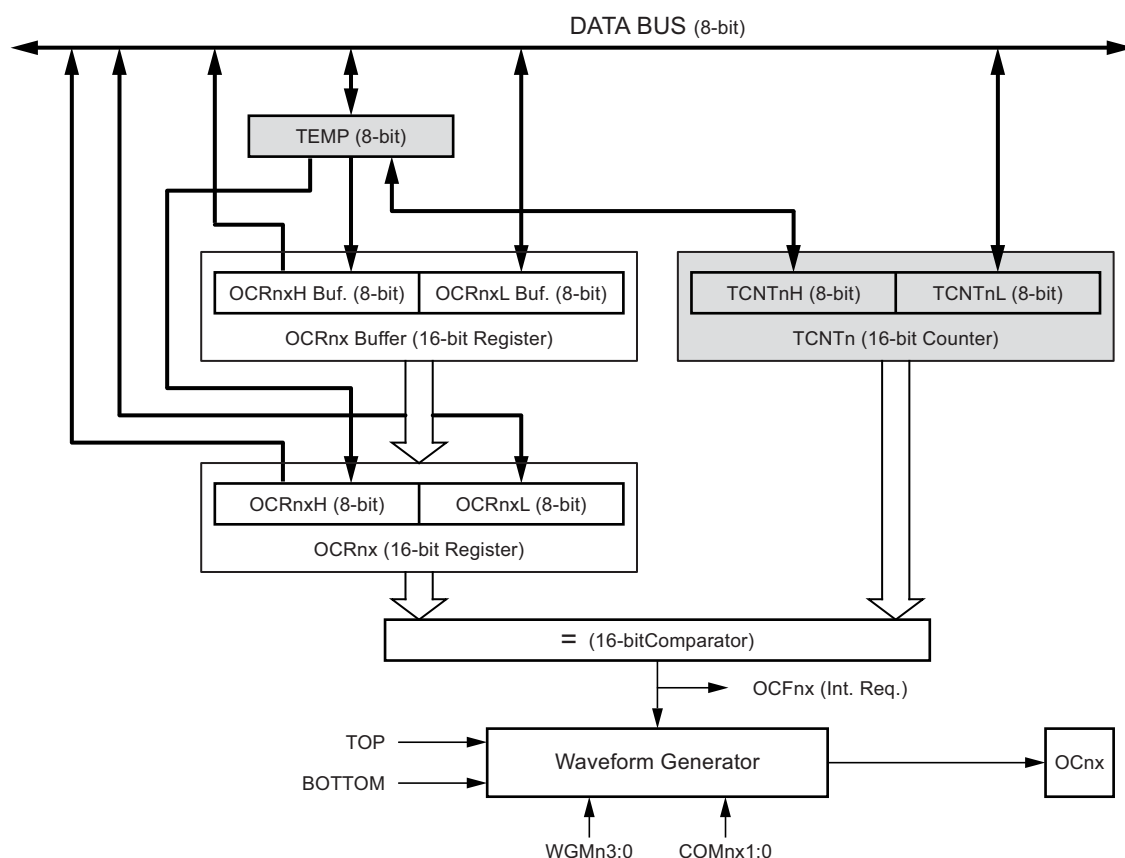 DATA BUS (8-bit)
TEMP (8-bit)
OCRnxH Buf. (8-bit)
OCRnxL Buf. (8-bit)
TCNTnH (8-bit)
TCNTnL (8-bit)
OCRnx Buffer (16-bit Register)
TCNTn (16-bit Counter)
OCRnxH (8-bit)
OCRnxL (8-bit)
OCRnx (16-bit Register)
= (16-bitComparator)
OCFnx (Int. Req.)
TOP
Waveform Generator
OCnx
BOTTOM
WGMn3:0
COMnx1:0